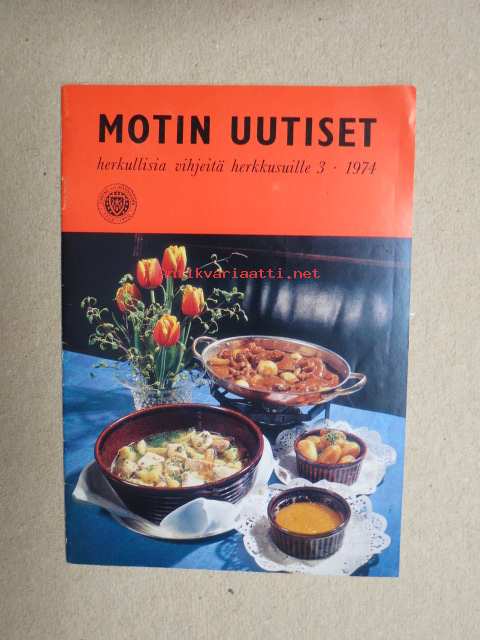 MOTIN UUTISET
herkullisia vihjeitä herkkusuille 3 · 1974
antikvariaatti.net